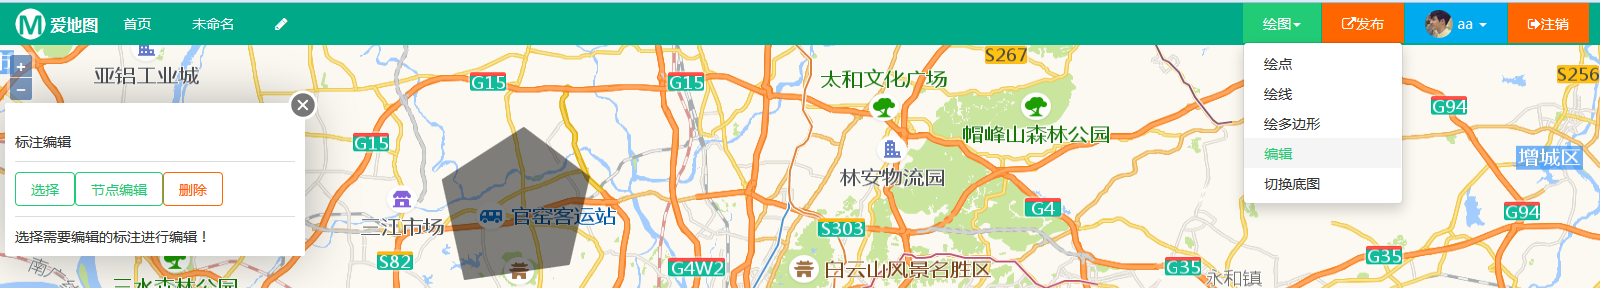 爱地图
首页
未命名
绘图
发布
aa
注销
绘点
绘线
绘多边形
编辑
切换底图
标注编辑
选择
节点编辑
删除
选择需要编辑的标注进行编辑！
亚铝工业城
G15
G15
G15
太和文化广场
S267
S256
G94
帽峰山森林公园
增城区
林安物流园
三江市场
官窑客运站
G4
G94
S303
S82
G4W2
白云山风景名胜区
G35
G35
永和镇
南广
三水森林公园